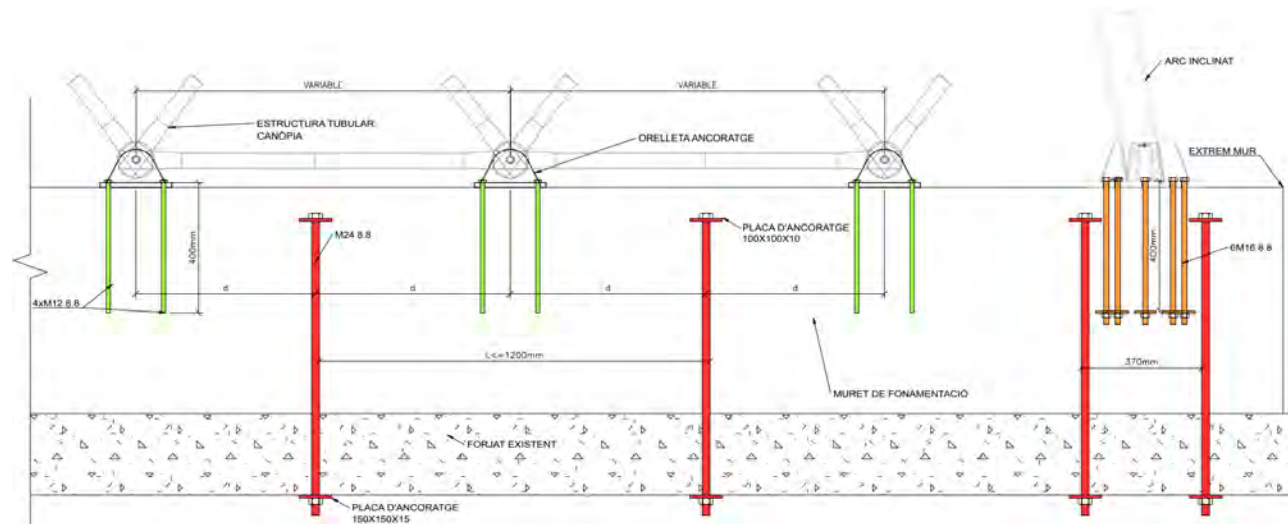 ARC INCLINAT
VARIABLE
VARIABLE
ESTRUCTURA TUBULAR:
CANÒPIA
ORELLETA ANCORATGE
EXTREM MUR
400mm
M24 8.8
PLACA D'ANCORATGE
100X100X10
400mm
6M16 8.8
4xM12 8.8
d
d
d
d
L<=1200mm
370mm
MURET DE FONAMENTACIÓ
FORJAT EXISTENT
PLACA D'ANCORATGE
150X150X15